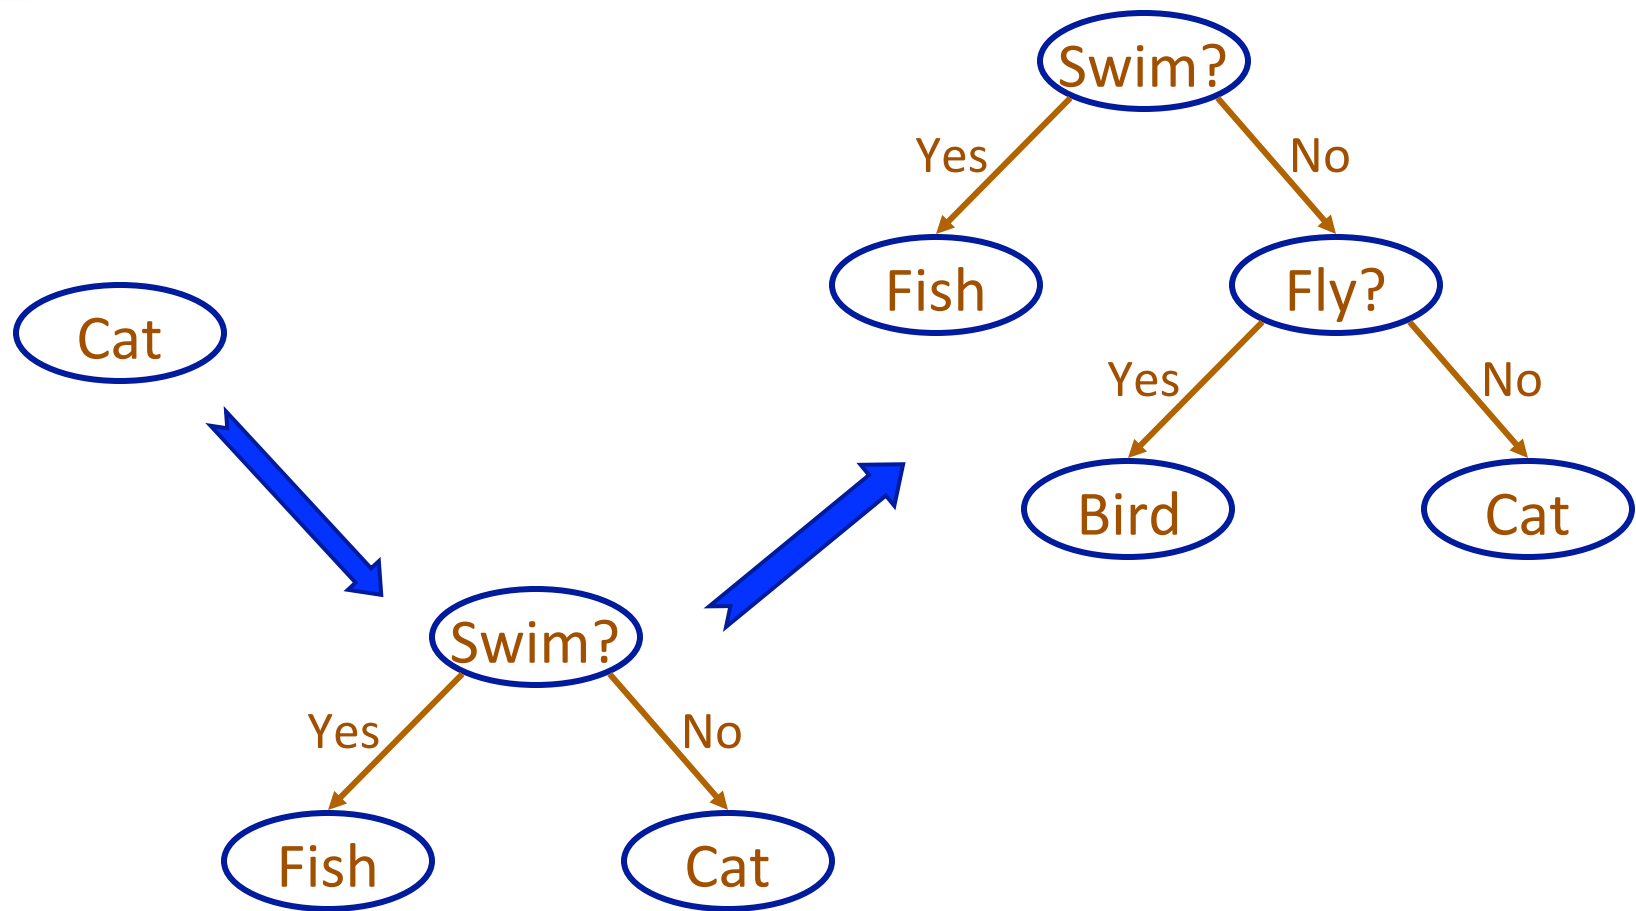 Cat
Swim?
Yes
No
Fish
Cat
Swim?
Yes
No
Fish
Fly?
Yes
No
Bird
Cat